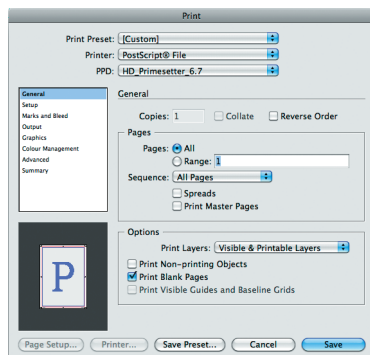 Print
Print Preset: [Custom]
Printer: PostScript® File
PPD: HD_Primesetter_6.7
General
Setup
Marks and Bleed
Output
Graphics
Colour Management
Advanced
Summary
General
Copies: 1 Collate Reverse Order
Pages
Pages: All
Range: 1
Sequence: All Pages
Spreads
Print Master Pages
Options
Print Layers: Visible & Printable Layers
Print Non-printing Objects
Print Blank Pages
Print Visible Guides and Baseline Grids
P
Page Setup... Printer... Save Preset... Cancel Save